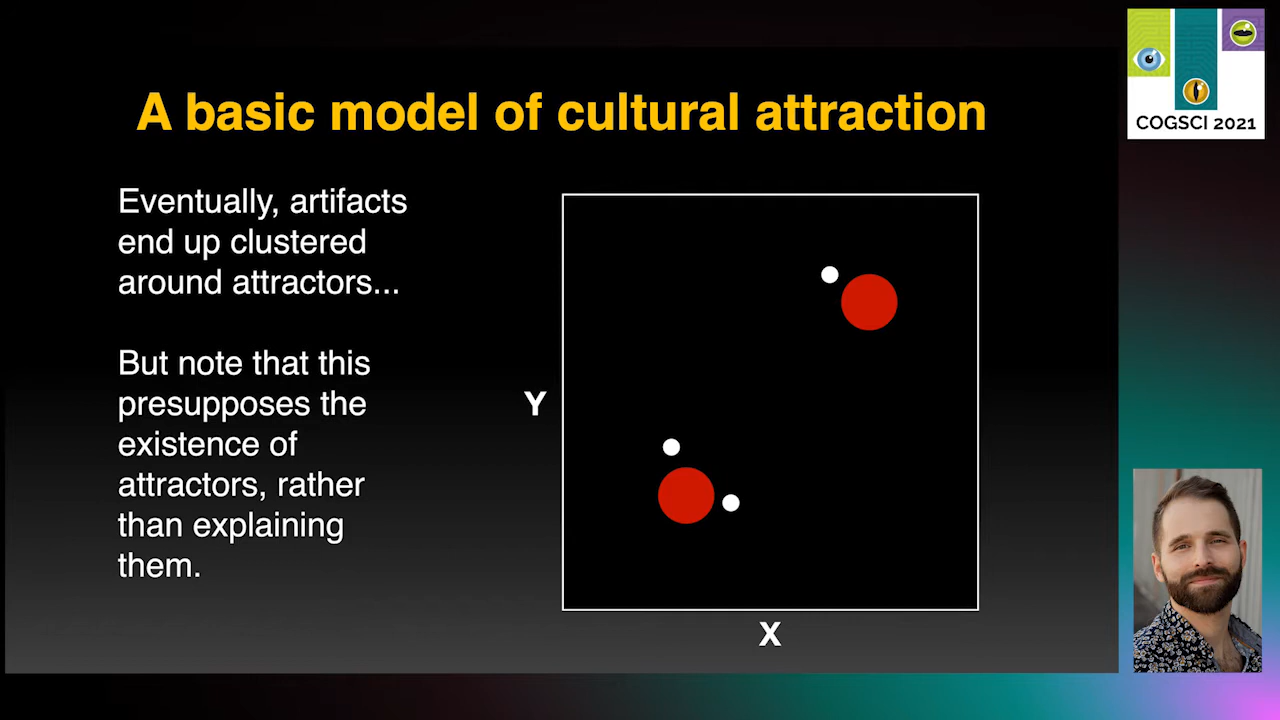 A basic model of cultural attraction
Eventually, artifacts
end up clustered
around attractors...
But note that this
presupposes the
existence of
attractors, rather
than explaining
them.
Y
X
COGSCI 2021